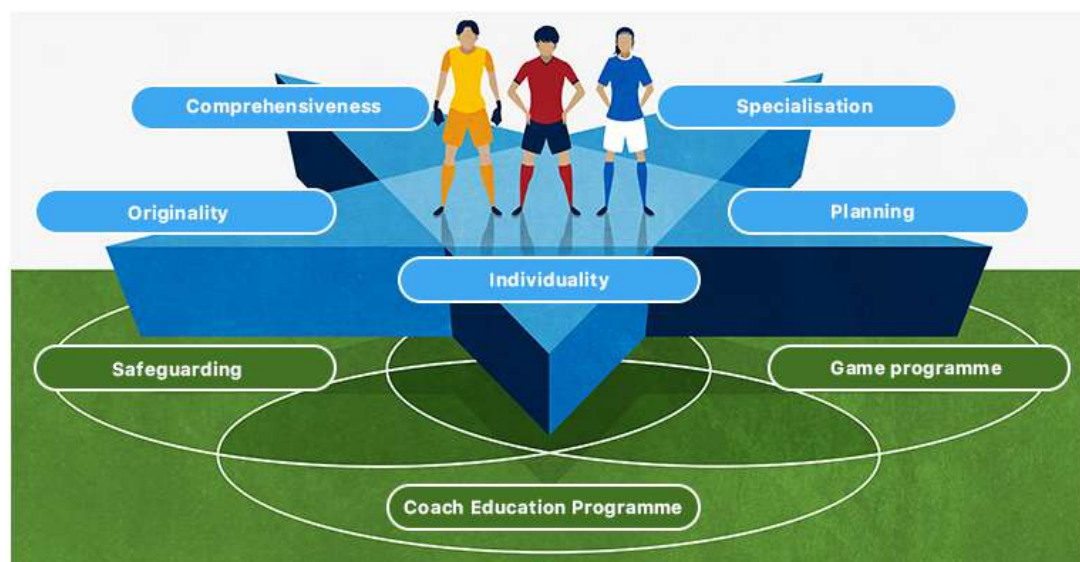 Comprehensiveness
Specialisation
Originality
Planning
Individuality
Safeguarding
Game programme
Coach Education Programme